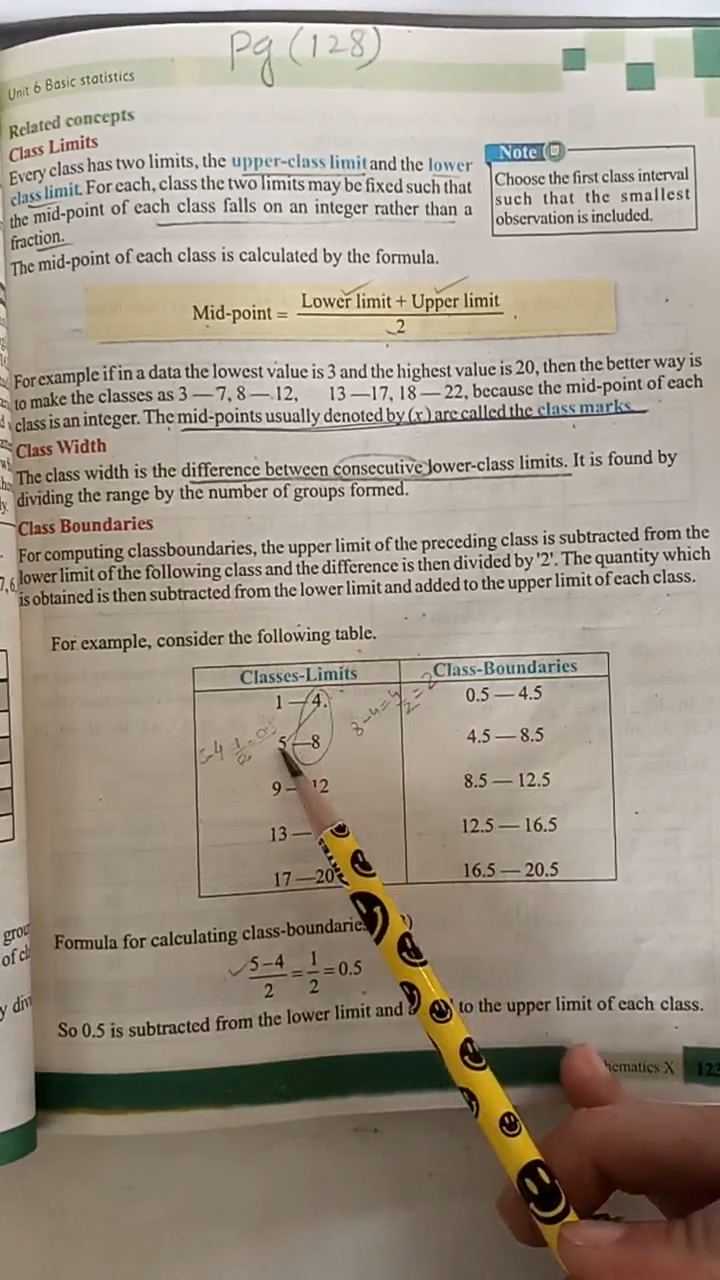 Pg (128)
Unit 6 Basic statistics
Related concepts
Class Limits
Every class has two limits, the upper-class limit and the lower
class limit. For each, class the two limits may be fixed such that
the mid-point of each class falls on an integer rather than a
fraction.
Note
Choose the first class interval
such that the smallest
observation is included.
The mid-point of each class is calculated by the formula.
Mid-point = Lower limit + Upper limit
2
For example if in a data the lowest value is 3 and the highest value is 20, then the better way is
to make the classes as 3 — 7, 8 — 12, 13 —17, 18 — 22, because the mid-point of each
class is an integer. The mid-points usually denoted by (x) are called the class marks.
Class Width
The class width is the difference between consecutive lower-class limits. It is found by
dividing the range by the number of groups formed.
Class Boundaries
For computing classboundaries, the upper limit of the preceding class is subtracted from the
lower limit of the following class and the difference is then divided by '2'. The quantity which
is obtained is then subtracted from the lower limit and added to the upper limit of each class.
For example, consider the following table.
Classes-Limits Class-Boundaries
1 — 4 0.5 — 4.5
8-4=4/2=2
5 — 8 4.5 — 8.5
5-4 1/2=0.5
9 — 12 8.5 — 12.5
13 — 12.5 — 16.5
17 —20 16.5 — 20.5
Formula for calculating class-boundarie
5–4/2 = 1/2 = 0.5
So 0.5 is subtracted from the lower limit and to the upper limit of each class.
hematics X